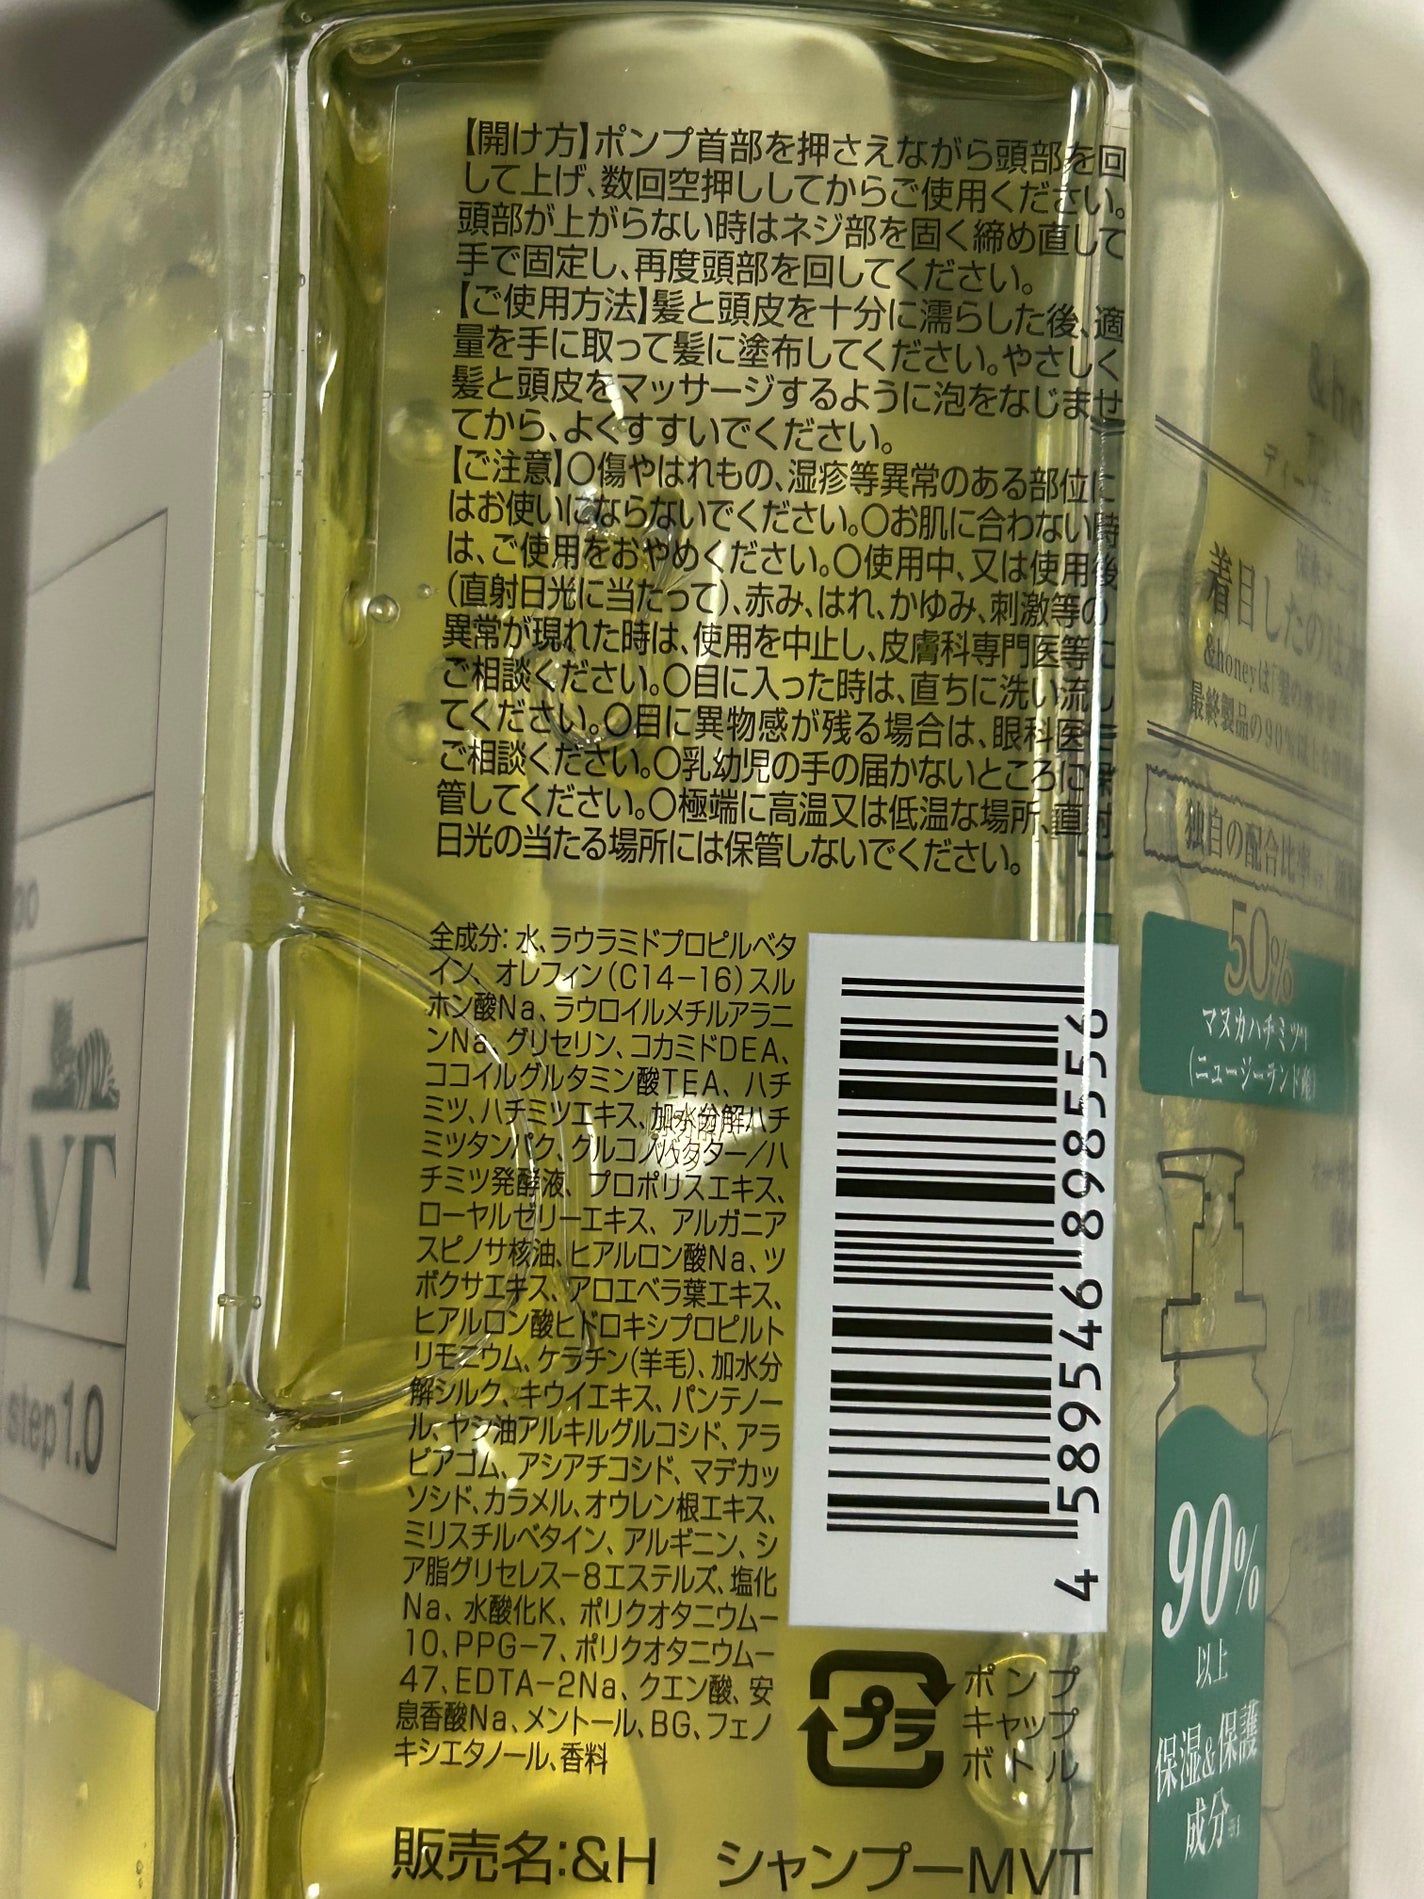 【開け方】ポンプ首部を押さえながら頭部を回
して上げ、数回空押ししてからご使用ください。
頭部が上がらない時はネジ部を固く締め直して
手で固定し、再度頭部を回してください。
【ご使用方法】髪と頭皮を十分に濡らした後、適
量を手に取って髪に塗布してください。やさしく
髪と頭皮をマッサージするように泡をなじませ
てから、よくすすいでください。
【ご注意】○傷やはれもの、湿疹等異常のある部位に
はお使いにならないでください。○お肌に合わない時
は、ご使用をおやめください。○使用中、又は使用後
(直射日光に当たって)、赤み、はれ、かゆみ、刺激等の
異常が現れた時は、使用を中止し、皮膚科専門医等に
ご相談ください。○目に入った時は、直ちに洗い流し
てください。○目に異物感が残る場合は、眼科医に
ご相談ください。○乳幼児の手の届かないところに保
管してください。○極端に高温又は低温な場所、直射
日光の当たる場所には保管しないでください。
全成分: 水、ラウラミドプロピルベタ
イン、オレフィン(C14-16)スル
ホン酸Na、ラウロイルメチルアラニ
ンNa、グリセリン、コカミドDEA、
ココイルグルタミン酸TEA、ハチ
ミツ、ハチミツエキス、加水分解ハチ
ミツタンパク、グルコノバクター/ハ
チミツ発酵液、プロポリスエキス、
ローヤルゼリーエキス、アルガニア
スピノサ核油、ヒアルロン酸Na、ツ
ボクサエキス、アロエベラ葉エキス、
ヒアルロン酸ヒドロキシプロピルト
リモニウム、ケラチン(羊毛)、加水分
解シルク、キウイエキス、パンテノー
ル、ヤシ油アルキルグルコシド、アラ
ビアゴム、アシアチコシド、マデカッ
ソシド、カラメル、オウレン根エキス、
ミリスチルベタイン、アルギニン、シ
ア脂グリセレス-8エステルズ、塩化
Na、水酸化K、ポリクオタニウム-
10、PPG-7、ポリクオタニウム-
47、EDTA-2Na、クエン酸、安
息香酸Na、メントール、BG、フェノ
キシエタノール、香料
4 589546 898556
プラ
ポンプ
キャップ
ボトル
販売名:&H シャンプーMVT
VT
step1.0
着目したのは
&honeyは
最終製品の90%以上を
独自の配合比率
50%
マヌカハチミツ
(ニュージーランド産)
90%
以上
保湿&保護
成分